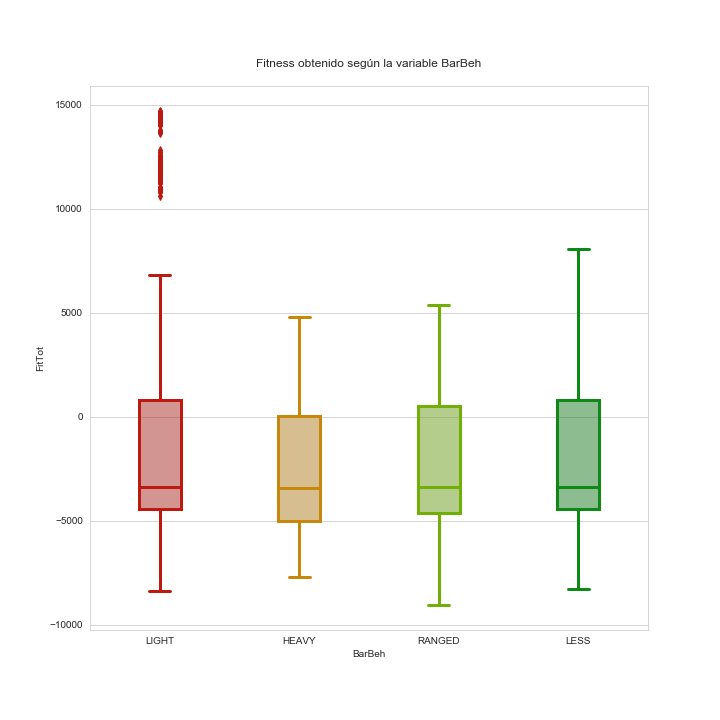 Fitness obtenido según la variable BarBeh
15000
10000
5000
0
−5000
−10000
FitTot
LIGHT HEAVY RANGED LESS
BarBeh